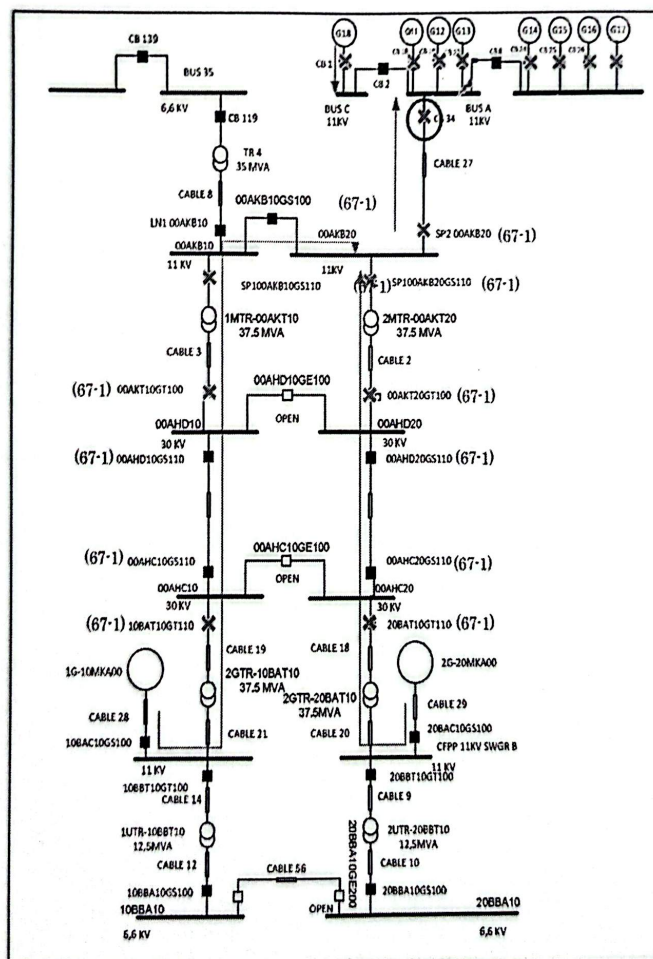 CB 139
G18
G12
G13
G14
G15
G16
G17
CB 1
CB 2
BUS 35
6,6 KV
CB 119
BUS C
11KV
BUS A
11KV
TR 4
35 MVA
CABLE 27
CABLE 8
00AKB10GS100
(67-1)
LN1 00AKB10
00AKB20
SP2 00AKB20
(67-1)
00AKB10
11 KV
11KV
SP100AKB10GS110
SP100AKB20GS110
(67-1)
1MTR-00AKT10
37.5 MVA
2MTR-00AKT20
37.5 MVA
CABLE 3
CABLE 2
(67-1)
00AKT10GT100
00AHD10GE100
00AKT20GT100
(67-1)
OPEN
00AHD10
00AHD20
30 KV
30 KV
(67-1)
00AHD10GS110
00AHD20GS110
(67-1)
00AHC10GE100
(67-1)
00AHC10GS110
00AHC20GS110
(67-1)
OPEN
00AHC10
00AHC20
30 KV
30 KV
(67-1)
10BAT10GT110
20BAT10GT110
(67-1)
CABLE 19
CABLE 18
1G-10MKA00
2G-20MKA00
2GTR-10BAT10
37.5 MVA
2GTR-20BAT10
37.5MVA
CABLE 28
CABLE 29
CABLE 21
CABLE 20
10BAC10GS100
20BAC10GS100
CFPP 11KV SWGR B
11 KV
11 KV
10BBT10GT100
20BBT10GT100
CABLE 14
CABLE 9
1UTR-10BBT10
12,5MVA
20BBA10GE200
2UTR-20BBT10
12,5MVA
CABLE 12
CABLE 56
CABLE 10
10BBA10GS100
20BBA10GS100
10BBA10
OPEN
20BBA10
6,6 KV
6,6 KV